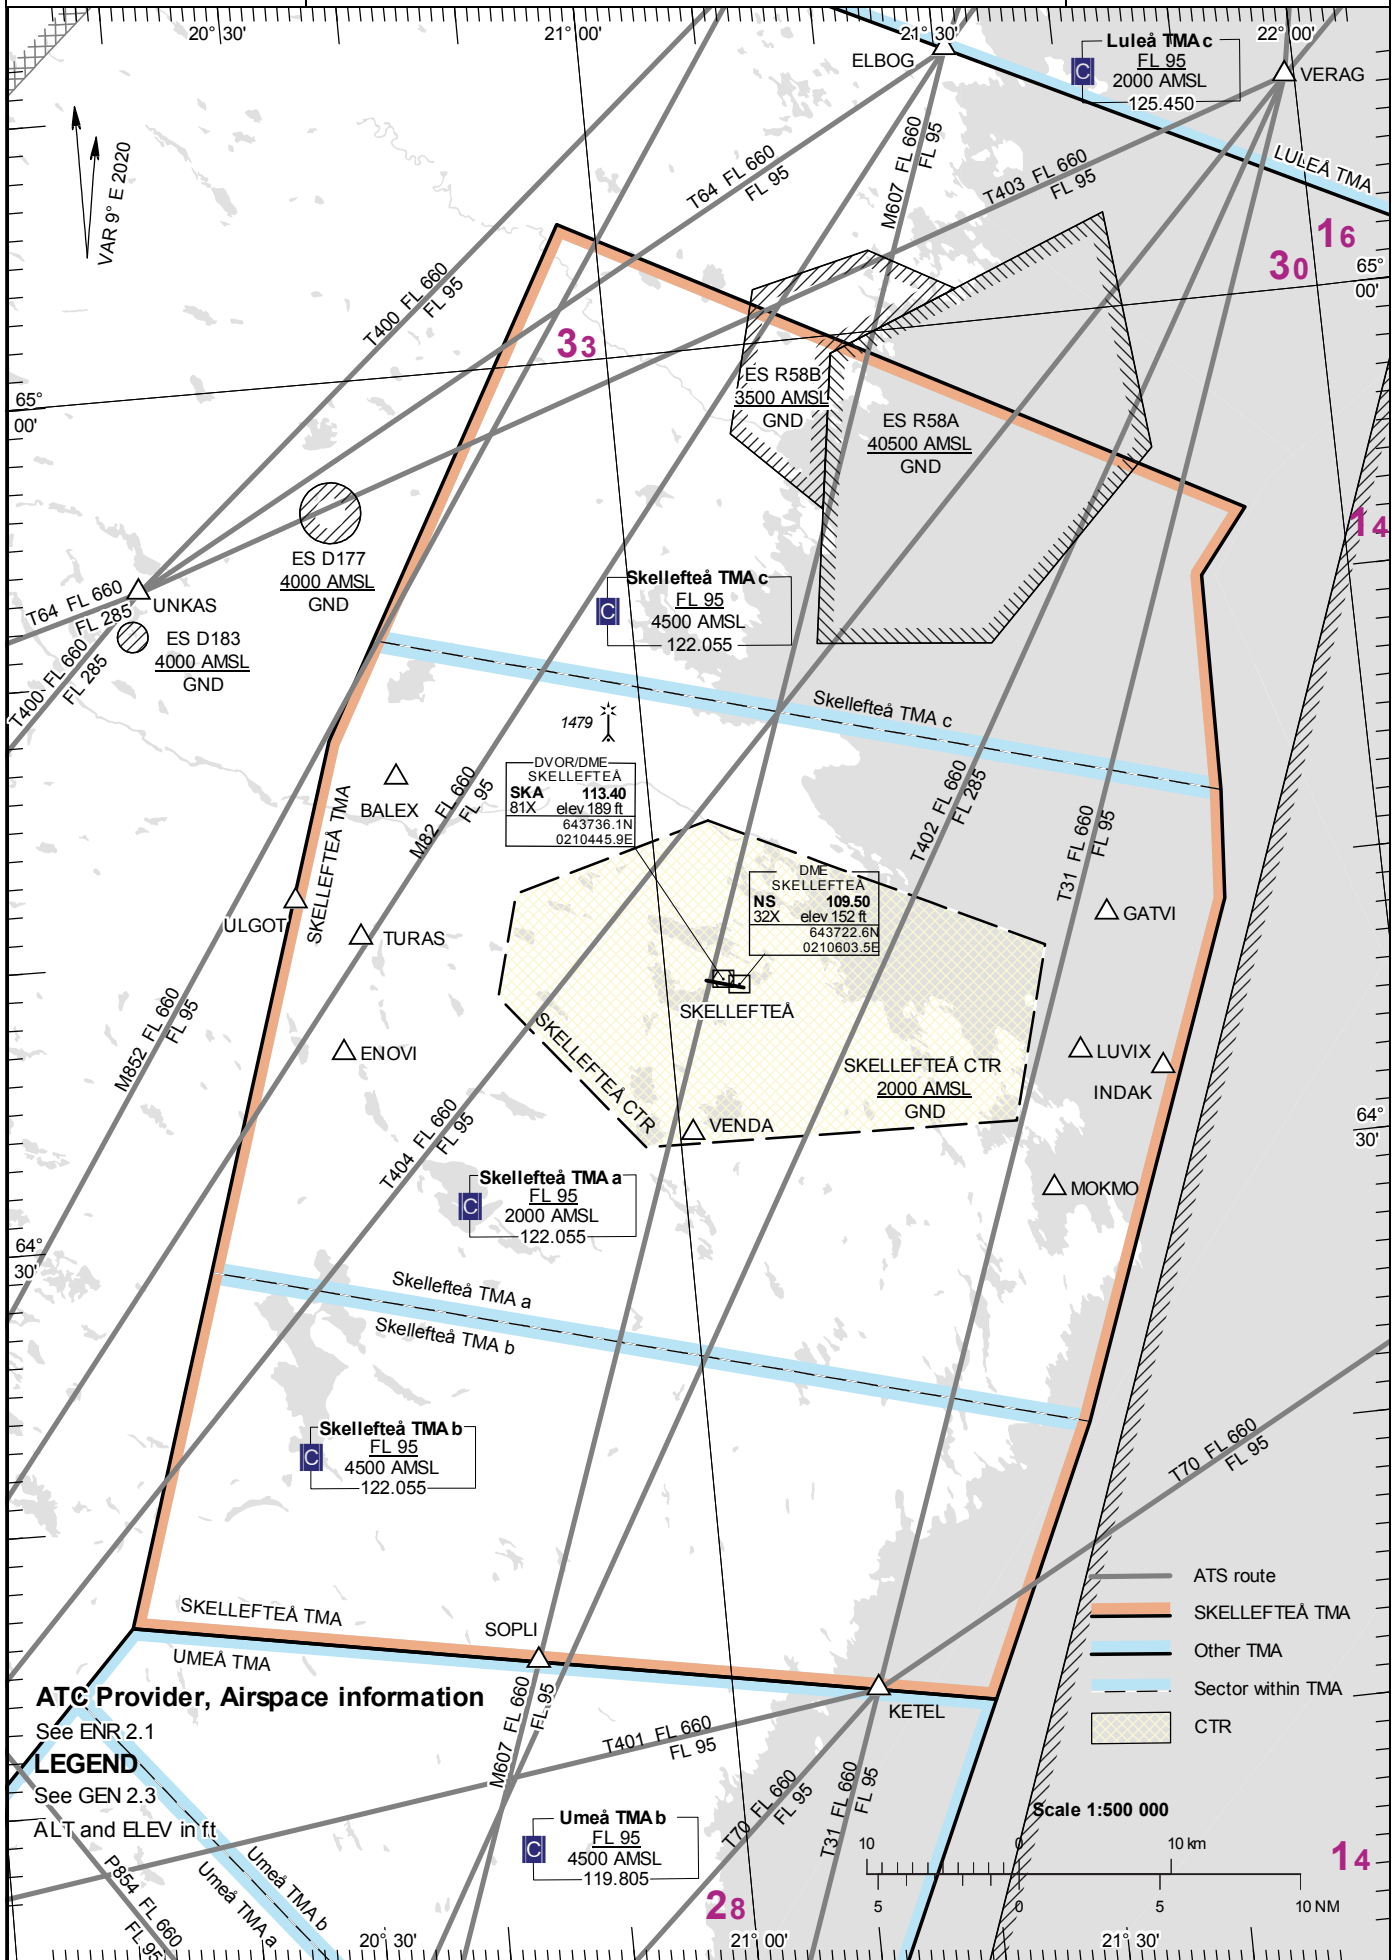 20° 30'
21° 00'
21° 30'
22° 00'
ELBOG
Luleå TMA c
C
FL 95
2000 AMSL
125.450
VERAG
VAR 9° E 2020
T64 FL 660
FL 95
M607 FL 660
FL 95
T403 FL 660
FL 95
LULEÅ TMA
16
30
65°
00'
T400 FL 660
FL 95
33
65°
00'
ES R58B
3500 AMSL
GND
ES R58A
40500 AMSL
GND
14
ES D177
4000 AMSL
GND
T64 FL 660
FL 285
UNKAS
ES D183
4000 AMSL
GND
T400 FL 660
FL 285
Skellefteå TMA c
C
FL 95
4500 AMSL
122.055
Skellefteå TMA c
1479
DVOR/DME
SKELLEFTEÅ
SKA 113.40
81X elev 189 ft
643736.1N
0210445.9E
BALEX
SKELLEFTEÅ TMA
M82 FL 660
FL 95
T402 FL 660
FL 285
T31 FL 660
FL 95
DME
SKELLEFTEÅ
NS 109.50
32X elev 152 ft
643722.6N
0210603.5E
GATVI
ULGOT
TURAS
SKELLEFTEÅ
M852 FL 660
FL 95
ENOVI
SKELLEFTEÅ CTR
SKELLEFTEÅ CTR
2000 AMSL
GND
LUVIX
INDAK
VENDA
64°
30'
T404 FL 660
FL 95
Skellefteå TMA a
C
FL 95
2000 AMSL
122.055
MOKMO
64°
30'
Skellefteå TMA a
Skellefteå TMA b
Skellefteå TMA b
C
FL 95
4500 AMSL
122.055
T70 FL 660
FL 95
ATS route
SKELLEFTEÅ TMA
Other TMA
Sector within TMA
CTR
SKELLEFTEÅ TMA
UMEÅ TMA
SOPLI
KETEL
ATC Provider, Airspace information
See ENR 2.1
LEGEND
See GEN 2.3
ALT and ELEV in ft
M607 FL 660
FL 95
T401 FL 660
FL 95
T70 FL 660
FL 95
T31 FL 660
FL 95
Umeå TMA b
C
FL 95
4500 AMSL
119.805
Scale 1:500 000
10 0 10 km
5 0 5 10 NM
14
28
P854 FL 660
FL 95
Umeå TMA b
Umeå TMA a
20° 30'
21° 00'
21° 30'